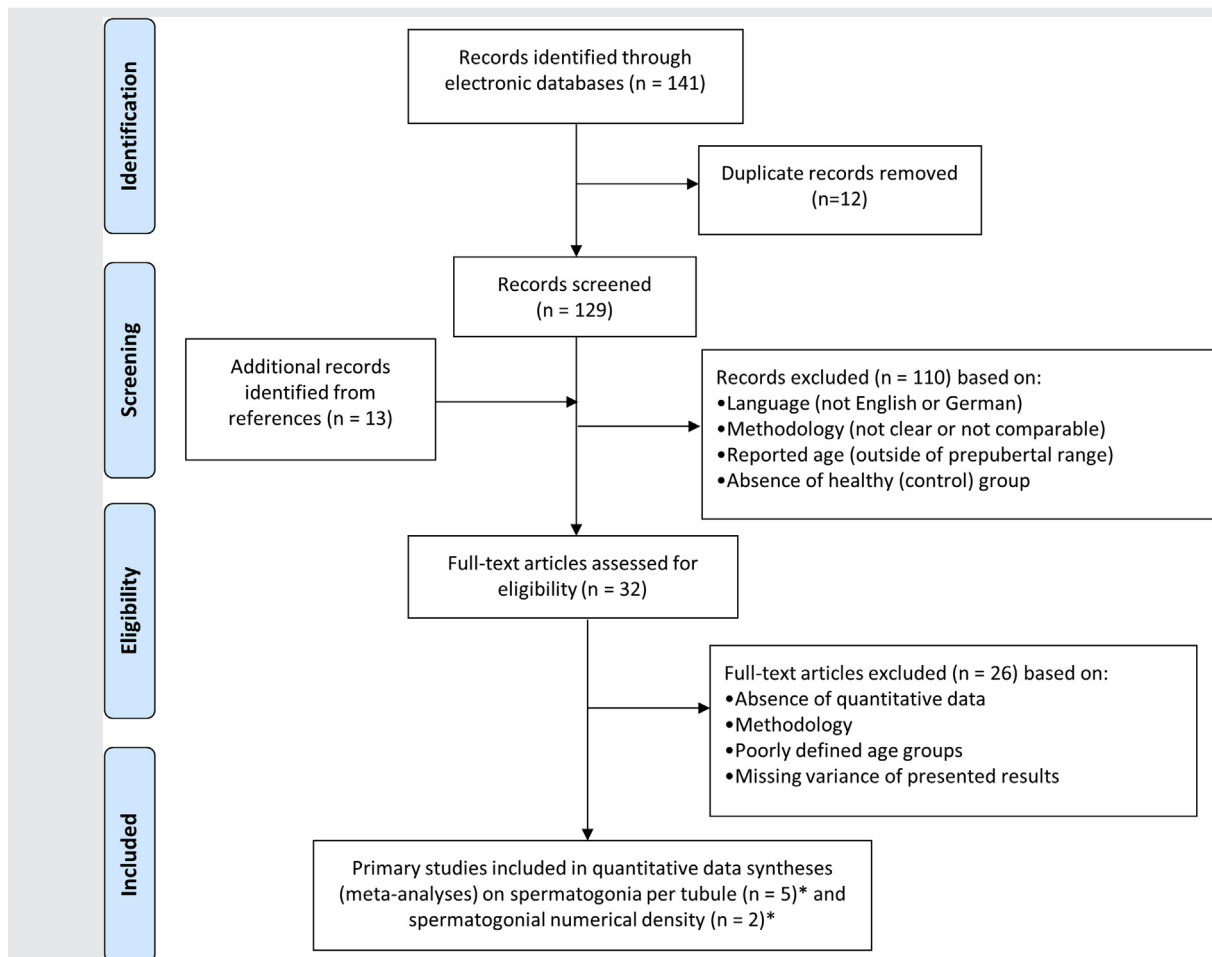 Identification
Records identified through
electronic databases (n = 141)
Duplicate records removed
(n=12)
Screening
Records screened
(n = 129)
Additional records
identified from
references (n = 13)
Records excluded (n = 110) based on:
•Language (not English or German)
•Methodology (not clear or not comparable)
•Reported age (outside of prepubertal range)
•Absence of healthy (control) group
Eligibility
Full-text articles assessed for
eligibility (n = 32)
Full-text articles excluded (n = 26) based on:
•Absence of quantitative data
•Methodology
•Poorly defined age groups
•Missing variance of presented results
Included
Primary studies included in quantitative data syntheses
(meta-analyses) on spermatogonia per tubule (n = 5)* and
spermatogonial numerical density (n = 2)*